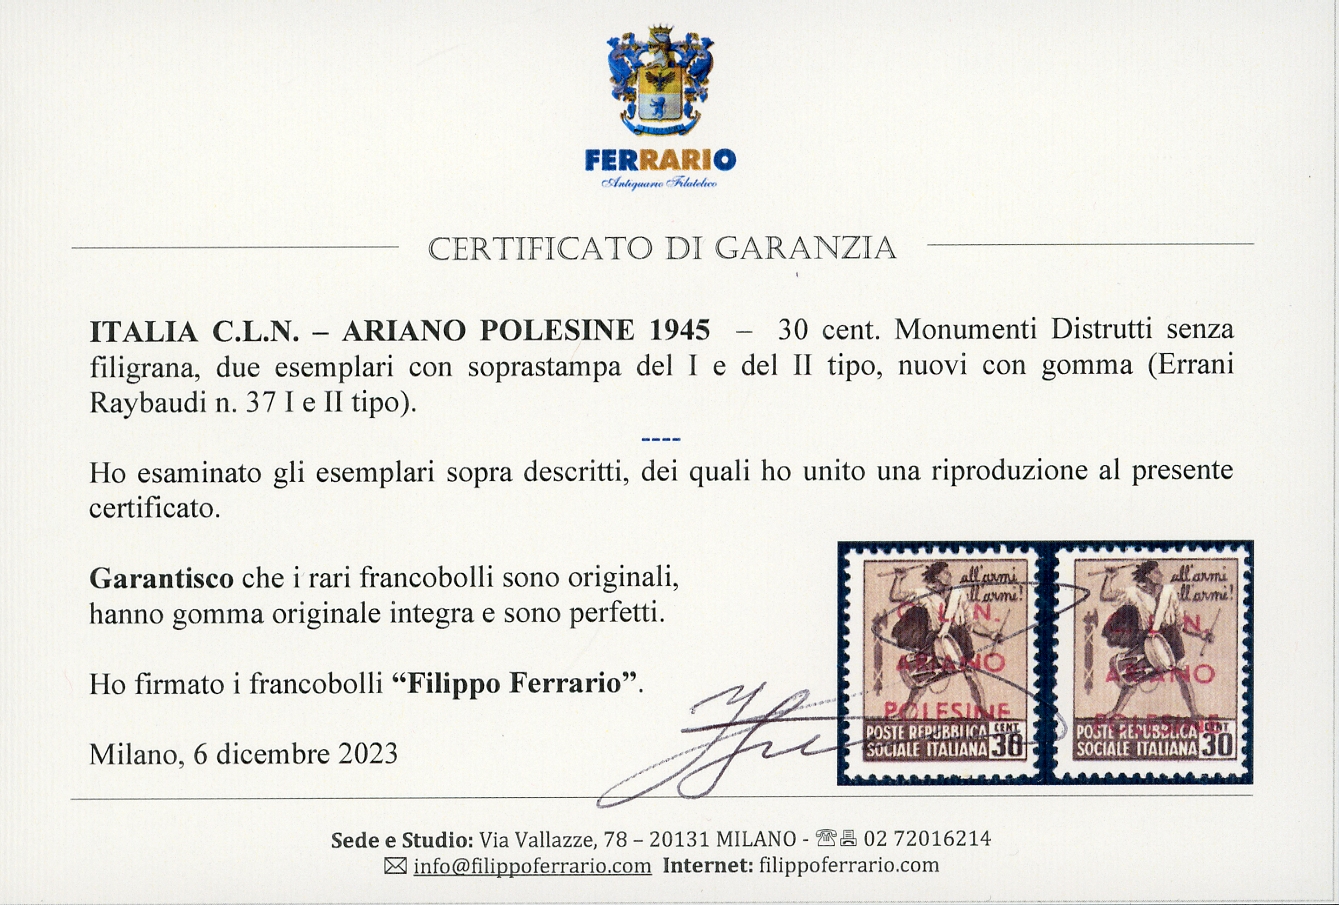 FERRARIO
Antiquario Filatelico
CERTIFICATO DI GARANZIA
ITALIA C.L.N. – ARIANO POLESINE 1945 – 30 cent. Monumenti Distrutti senza
filigrana, due esemplari con soprastampa del I e del II tipo, nuovi con gomma (Errani
Raybaudi n. 37 I e II tipo).
----
Ho esaminato gli esemplari sopra descritti, dei quali ho unito una riproduzione al presente
certificato.
Garantisco che i rari francobolli sono originali,
hanno gomma originale integra e sono perfetti.
Ho firmato i francobolli “Filippo Ferrario”.
Milano, 6 dicembre 2023
all'armi
all'armi!
C.L.N.
ARIANO
POLESINE
POSTE REPUBBLICA
SOCIALE ITALIANA
CENT
30
all'armi
all'armi!
C.L.N.
ARIANO
POLESINE
POSTE REPUBBLICA
SOCIALE ITALIANA
CENT
30
Sede e Studio: Via Vallazze, 78 – 20131 MILANO - 02 72016214
info@filippoferrario.com Internet: filippoferrario.com